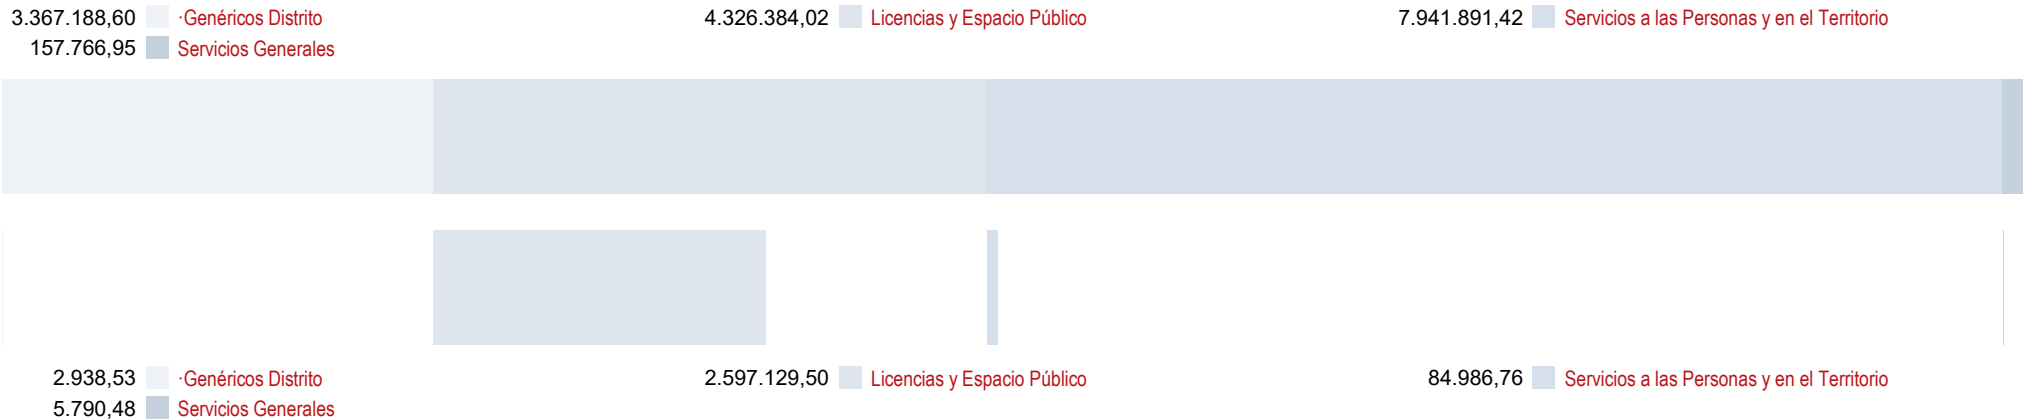 3.367.188,60 ·Genéricos Distrito 4.326.384,02 Licencias y Espacio Público 7.941.891,42 Servicios a las Personas y en el Territorio
157.766,95 Servicios Generales
2.938,53 ·Genéricos Distrito 2.597.129,50 Licencias y Espacio Público 84.986,76 Servicios a las Personas y en el Territorio
5.790,48 Servicios Generales